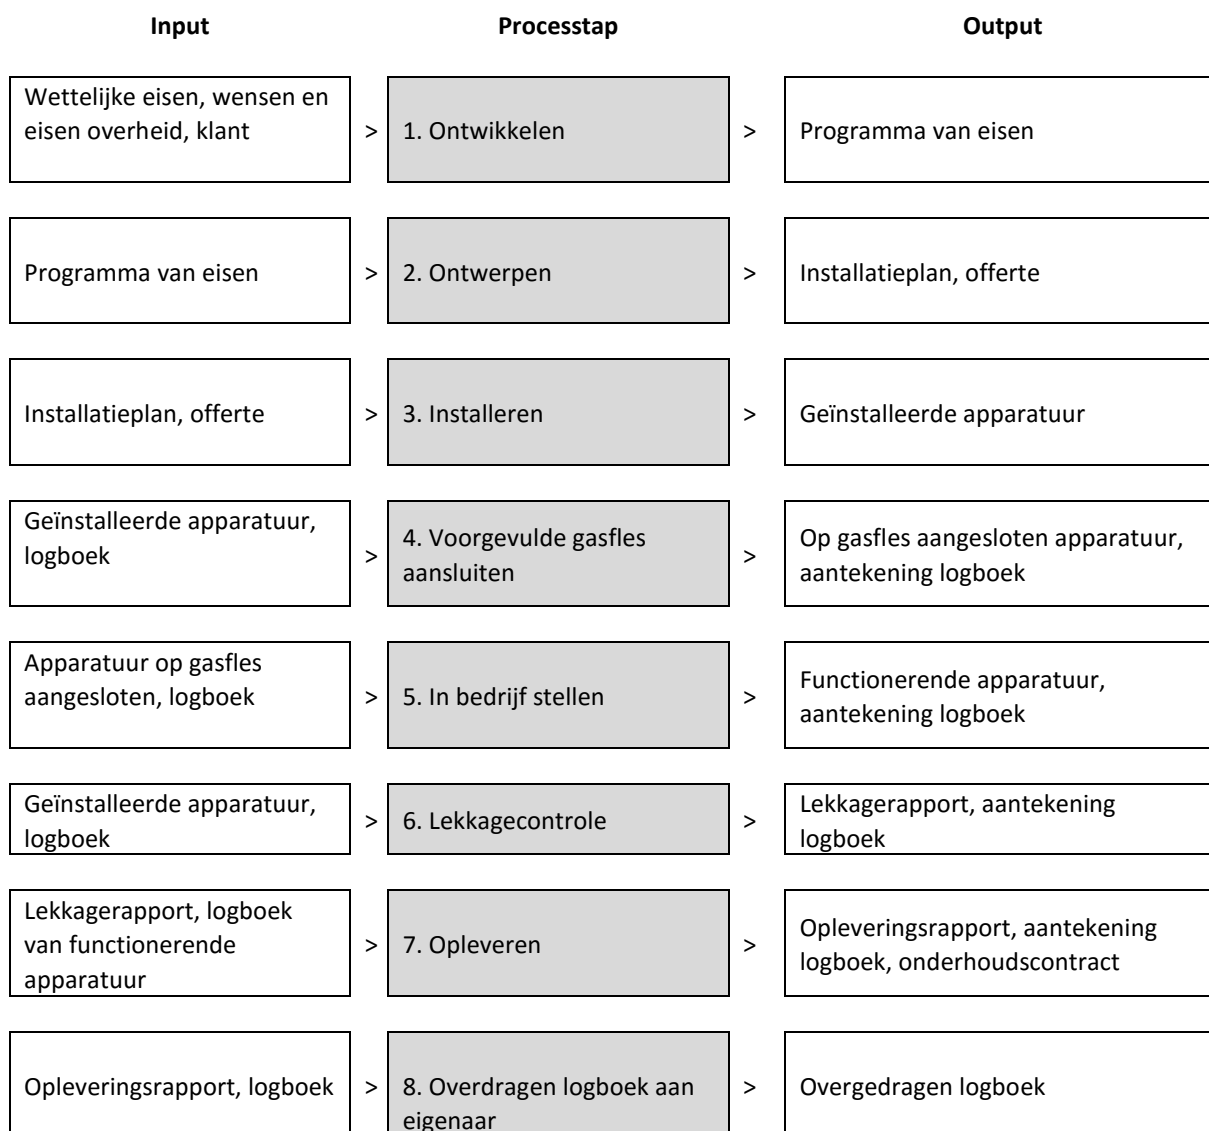 Input Processtap Output
Wettelijke eisen, wensen en
eisen overheid, klant
>
1. Ontwikkelen
>
Programma van eisen
Programma van eisen
>
2. Ontwerpen
>
Installatieplan, offerte
Installatieplan, offerte
>
3. Installeren
>
Geïnstalleerde apparatuur
Geïnstalleerde apparatuur,
logboek
>
4. Voorgevulde gasfles
aansluiten
>
Op gasfles aangesloten apparatuur,
aantekening logboek
Apparatuur op gasfles
aangesloten, logboek
>
5. In bedrijf stellen
>
Functionerende apparatuur,
aantekening logboek
Geïnstalleerde apparatuur,
logboek
>
6. Lekkagecontrole
>
Lekkagerapport, aantekening
logboek
Lekkagerapport, logboek
van functionerende
apparatuur
>
7. Opleveren
>
Opleveringsrapport, aantekening
logboek, onderhoudscontract
Opleveringsrapport, logboek
>
8. Overdragen logboek aan
eigenaar
>
Overgedragen logboek